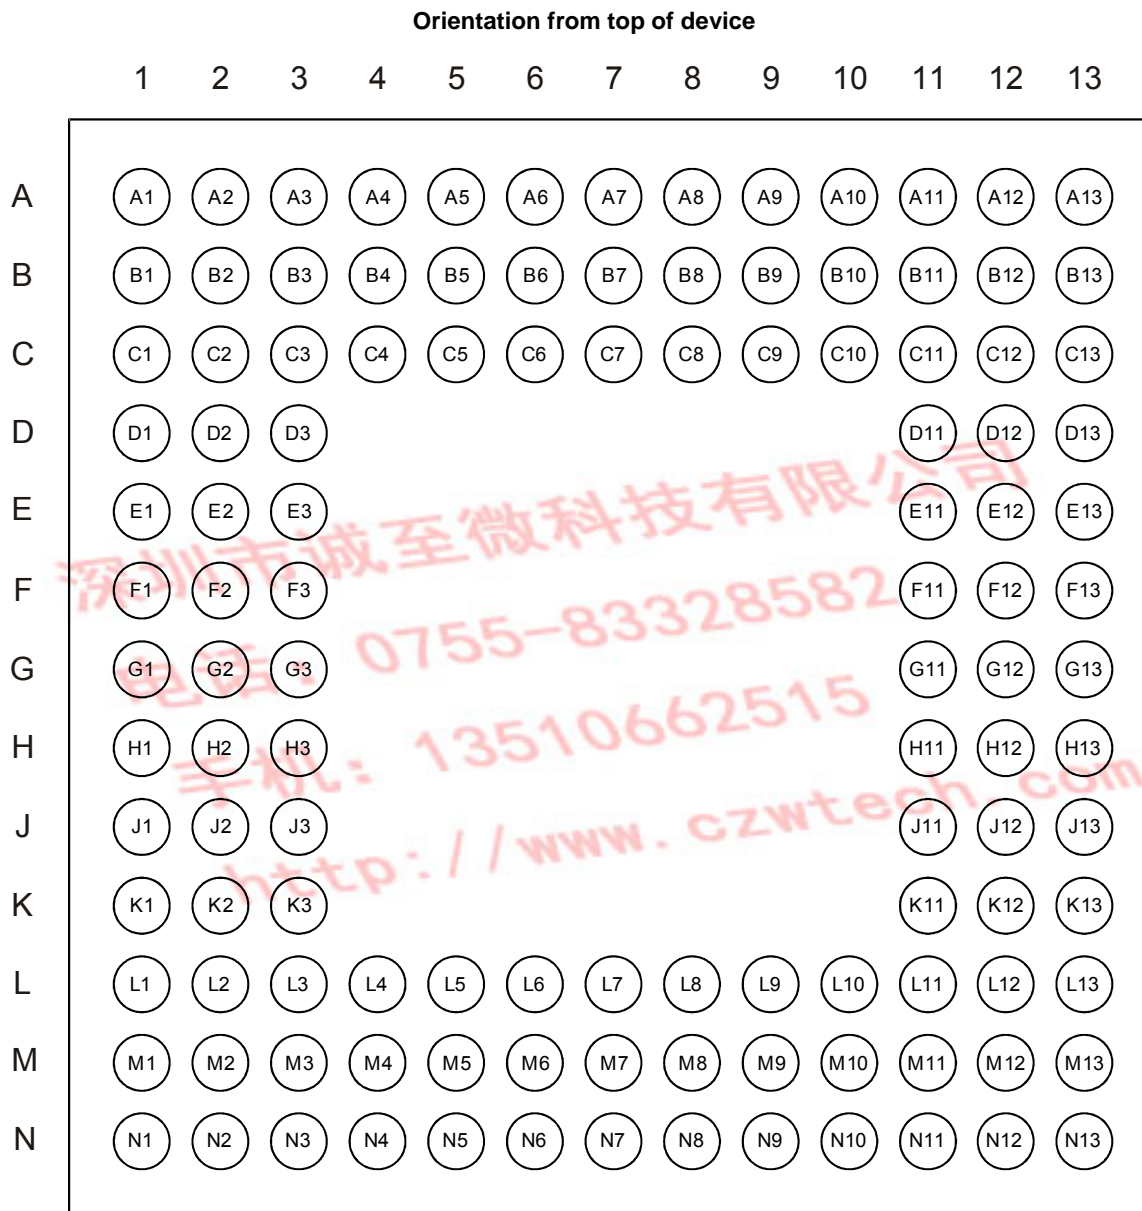 Orientation from top of device
1 2 3 4 5 6 7 8 9 10 11 12 13
A A1 A2 A3 A4 A5 A6 A7 A8 A9 A10 A11 A12 A13
B B1 B2 B3 B4 B5 B6 B7 B8 B9 B10 B11 B12 B13
C C1 C2 C3 C4 C5 C6 C7 C8 C9 C10 C11 C12 C13
D D1 D2 D3 D11 D12 D13
E E1 E2 E3 E11 E12 E13
深圳市诚至微科技有限公司
F F1 F2 F3 F11 F12 F13
电话: 0755-83328582
G G1 G2 G3 G11 G12 G13
H H1 H2 H3 H11 H12 H13
手机: 13510662515
J J1 J2 J3 J11 J12 J13
http://www.czwtech.com
K K1 K2 K3 K11 K12 K13
L L1 L2 L3 L4 L5 L6 L7 L8 L9 L10 L11 L12 L13
M M1 M2 M3 M4 M5 M6 M7 M8 M9 M10 M11 M12 M13
N N1 N2 N3 N4 N5 N6 N7 N8 N9 N10 N11 N12 N13